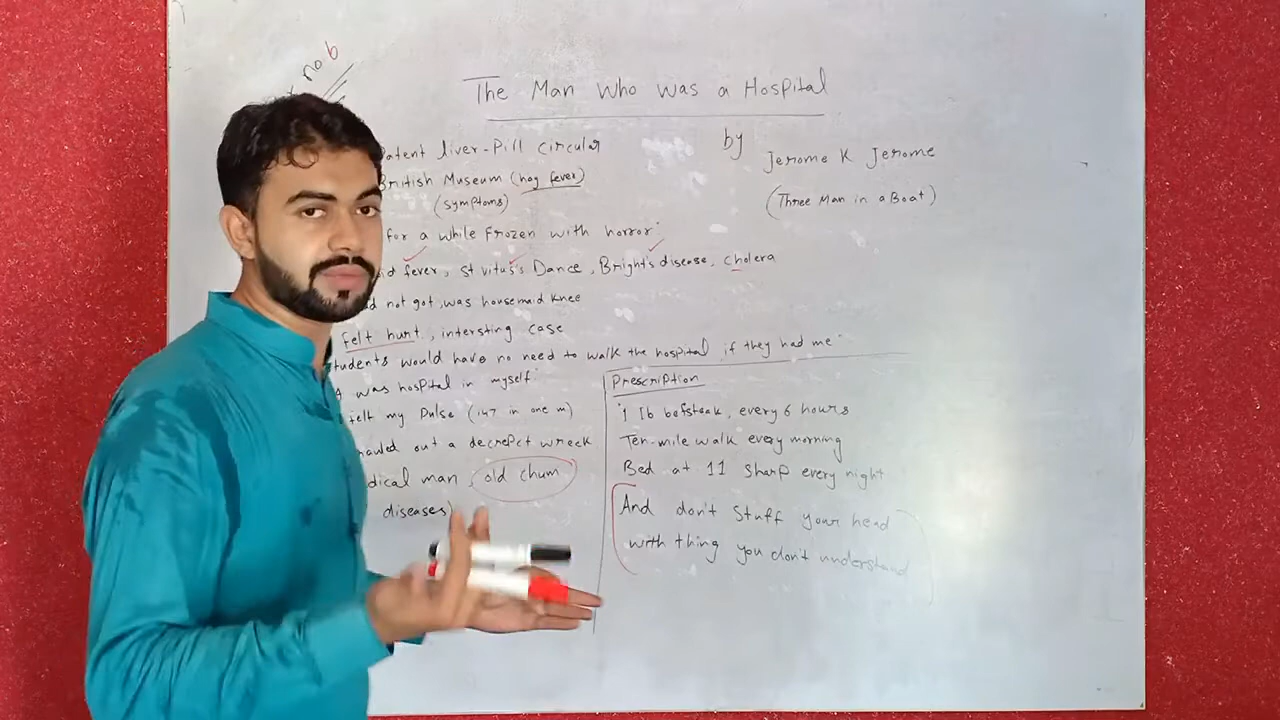 nob
The Man Who was a Hospital
by
Jerome K Jerome
(Three Man in a Boat)
Patent liver-Pill circular
British Museum (hay fever)
(symptoms)
for a while frozen with horror"
fever, St vitus's Dance, Bright's disease, cholera
not got, was housemaid knee
felt hurt, intersting case
students would have no need to walk the hospital if they had me"
I was hospital in myself"
felt my Pulse (147 in one m)
out a decrepct wreck
man, old chum
diseases)
Prescription
"1 lb befsteak, every 6 hours
Ten-mile walk every morning
Bed at 11 sharp every night
And don't stuff your head
with thing you don't understand